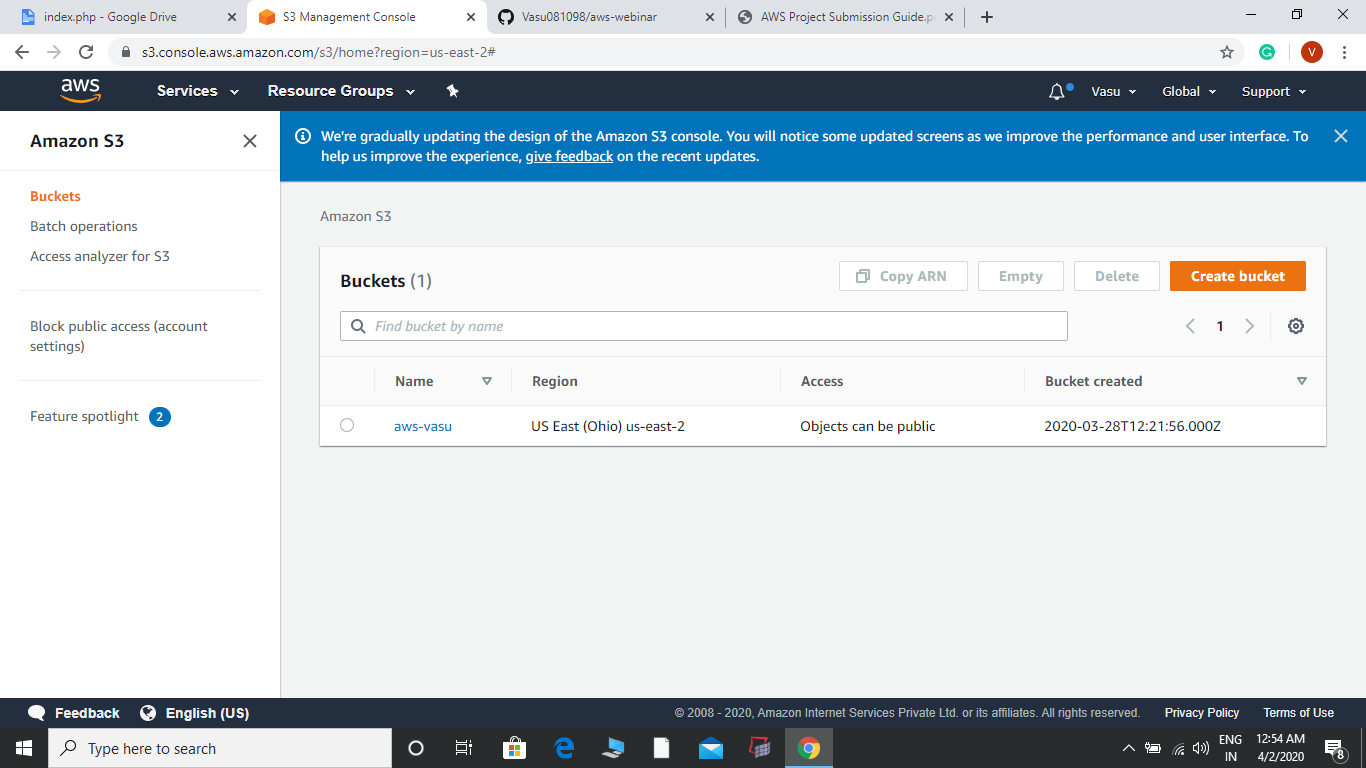 index.php - Google Drive
S3 Management Console
Vasu081098/aws-webinar
AWS Project Submission Guide.p
s3.console.aws.amazon.com/s3/home?region=us-east-2#
V
aws
Services
Resource Groups
Vasu
Global
Support
Amazon S3
Buckets
Batch operations
Access analyzer for S3
Block public access (account
settings)
Feature spotlight 2
We're gradually updating the design of the Amazon S3 console. You will notice some updated screens as we improve the performance and user interface. To
help us improve the experience, give feedback on the recent updates.
Amazon S3
Buckets (1)
Copy ARN
Empty
Delete
Create bucket
Find bucket by name
1
Name Region Access Bucket created
aws-vasu US East (Ohio) us-east-2 Objects can be public 2020-03-28T12:21:56.000Z
Feedback English (US)
© 2008 - 2020, Amazon Internet Services Private Ltd. or its affiliates. All rights reserved. Privacy Policy Terms of Use
Type here to search
ENG
IN
12:54 AM
4/2/2020
8